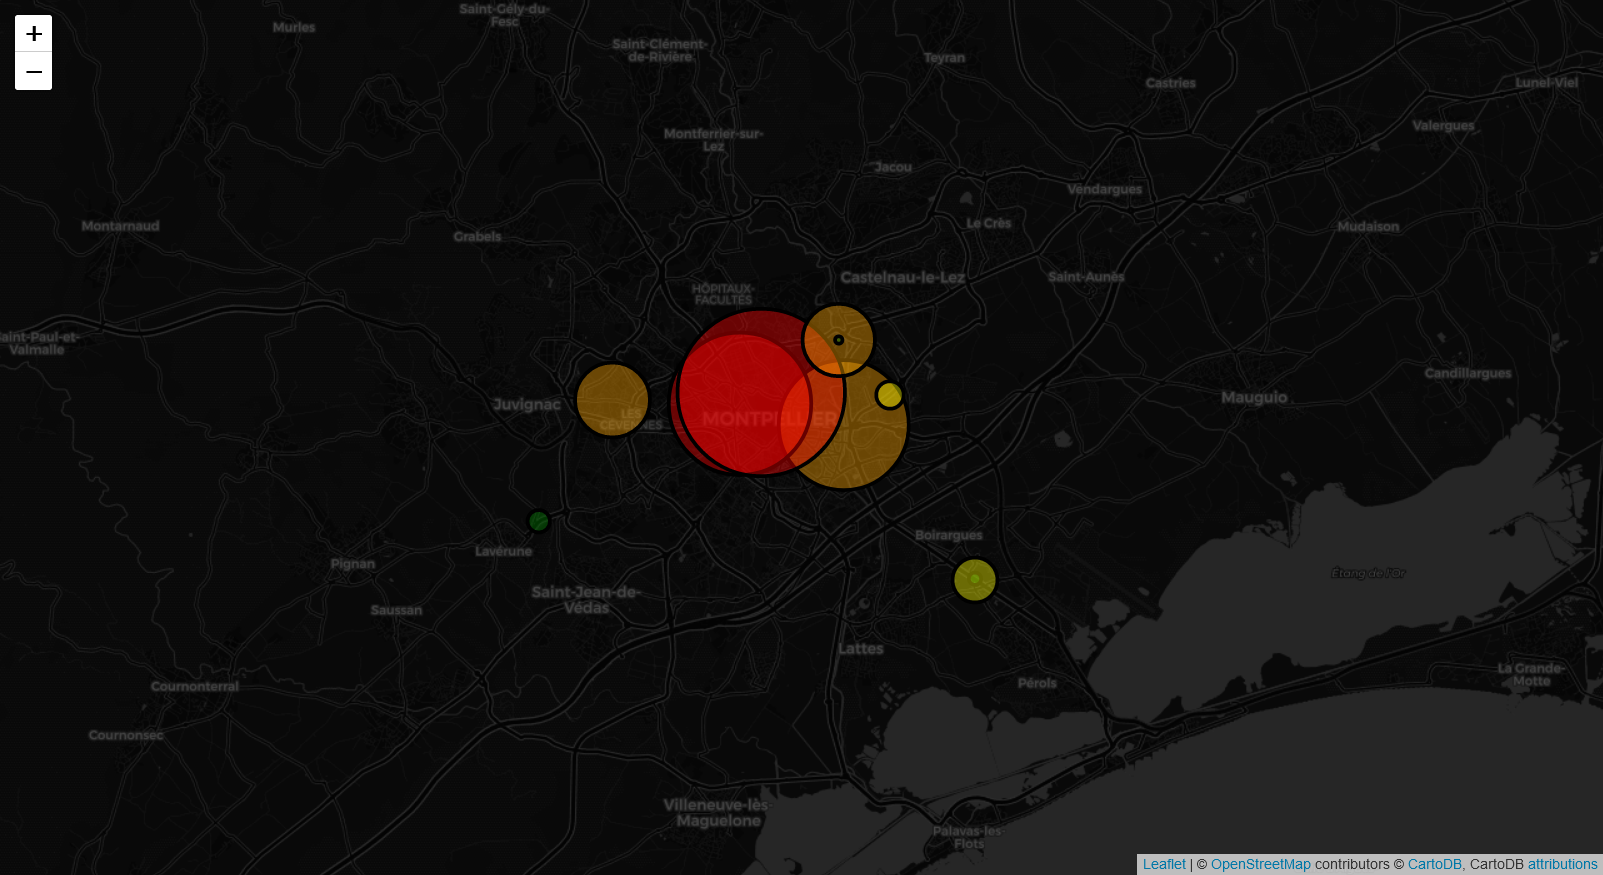 +
−
Saint-Gély-du-
Fesc
Murles
Saint-Clément-
de-Rivière
Teyran
Castries
Lunel-Viel
Valergues
Montferrier-sur-
Lez
Jacou
Vendargues
Montarnaud
Grabels
Le Crès
Mudaison
Castelnau-le-Lez
Saint-Aunès
HÔPITAUX-
FACULTÉS
Saint-Paul-et-
Valmalle
Candillargues
Juvignac
Mauguio
LES
CÉVENNES
MONTPELLIER
Boirargues
Lavérune
Pignan
Étang de l'Or
Saint-Jean-de-
Védas
Saussan
Lattes
Cournonterral
Pérols
La Grande-
Motte
Cournonsec
Villeneuve-lès-
Maguelone
Palavas-les-
Flots
Leaflet | © OpenStreetMap contributors © CartoDB, CartoDB attributions